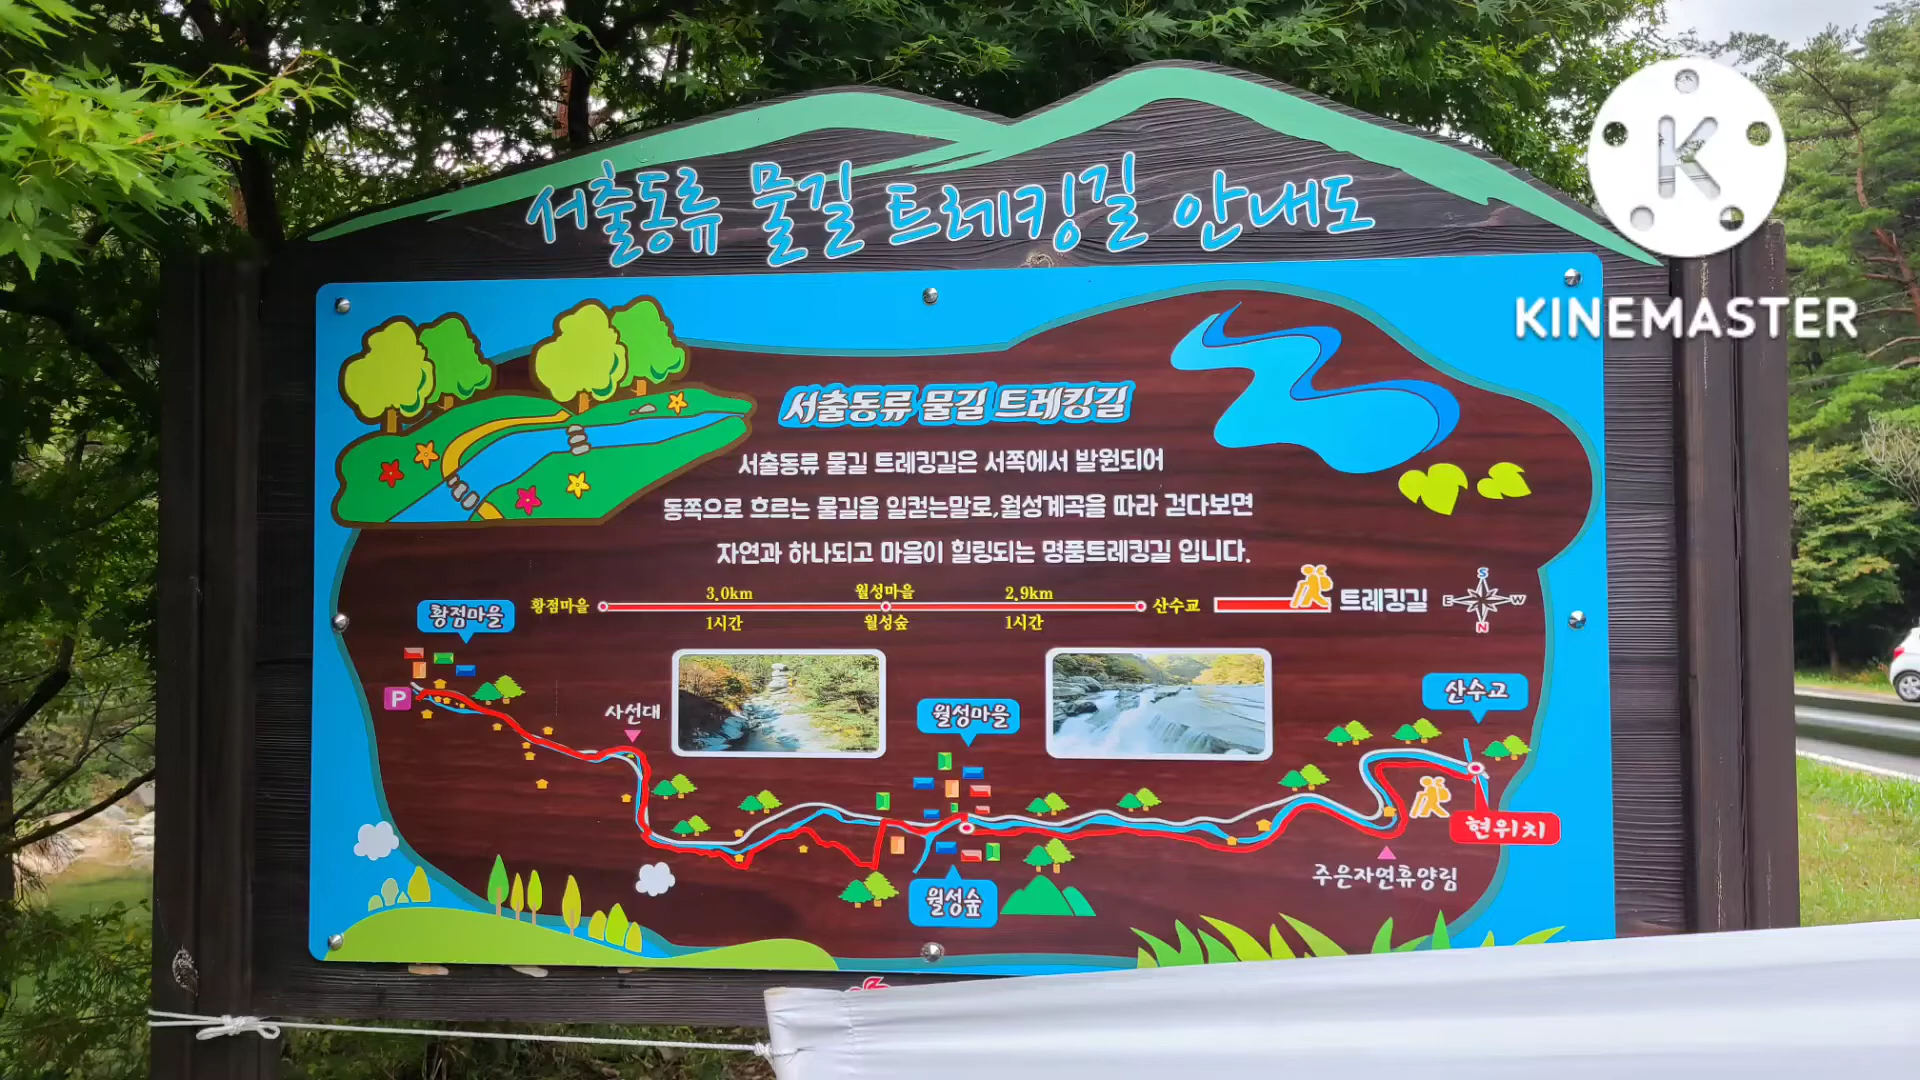 서출동류 물길 트레킹길 안내도
K
KINEMASTER
서출동류 물길 트레킹길
서출동류 물길 트레킹길은 서쪽에서 발원되어
동쪽으로 흐르는 물길을 일컫는말로,월성계곡을 따라 걷다보면
자연과 하나되고 마음이 힐링되는 명품트레킹길 입니다.
황점마을 3.0km 1시간 월성마을 월성숲 2.9km 1시간 산수교
트레킹길
S
E W
N
황점마을
P
사선대
월성마을
산수교
현위치
주은자연휴양림
월성숲